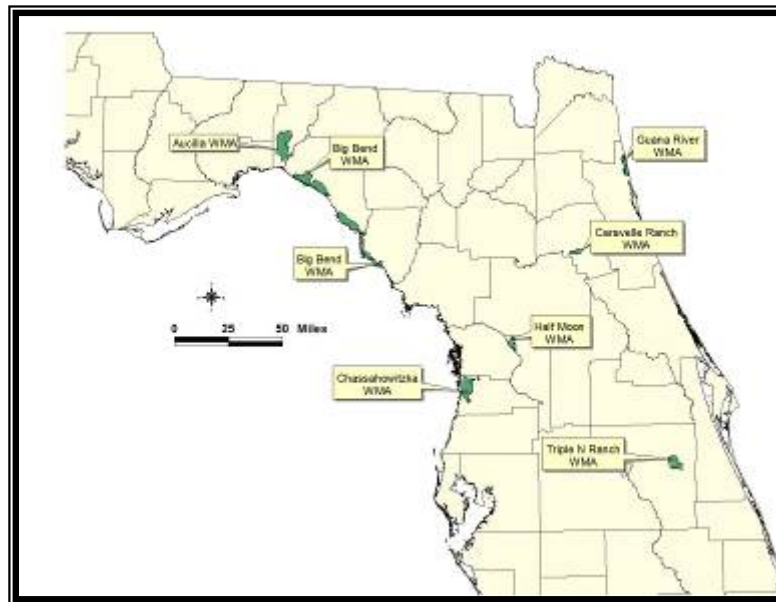 Aucilla WMA
Big Bend
WMA
Guana River
WMA
Caravelle Ranch
WMA
Big Bend
WMA
0 25 50 Miles
Half Moon
WMA
Chassahowitzka
WMA
Triple N Ranch
WMA